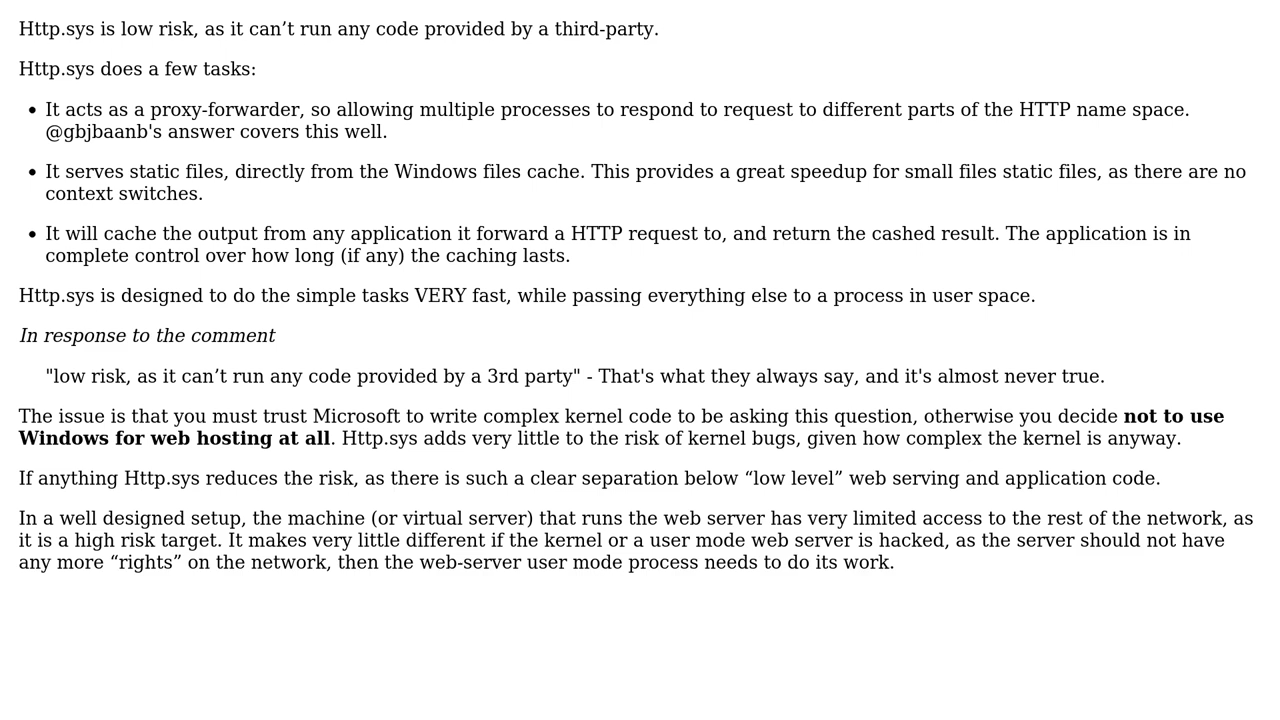 Http.sys is low risk, as it can’t run any code provided by a third-party.
Http.sys does a few tasks:
• It acts as a proxy-forwarder, so allowing multiple processes to respond to request to different parts of the HTTP name space.
@gbjbaanb's answer covers this well.
• It serves static files, directly from the Windows files cache. This provides a great speedup for small files static files, as there are no
context switches.
• It will cache the output from any application it forward a HTTP request to, and return the cashed result. The application is in
complete control over how long (if any) the caching lasts.
Http.sys is designed to do the simple tasks VERY fast, while passing everything else to a process in user space.
In response to the comment
"low risk, as it can’t run any code provided by a 3rd party" - That's what they always say, and it's almost never true.
The issue is that you must trust Microsoft to write complex kernel code to be asking this question, otherwise you decide not to use
Windows for web hosting at all. Http.sys adds very little to the risk of kernel bugs, given how complex the kernel is anyway.
If anything Http.sys reduces the risk, as there is such a clear separation below “low level” web serving and application code.
In a well designed setup, the machine (or virtual server) that runs the web server has very limited access to the rest of the network, as
it is a high risk target. It makes very little different if the kernel or a user mode web server is hacked, as the server should not have
any more “rights” on the network, then the web-server user mode process needs to do its work.